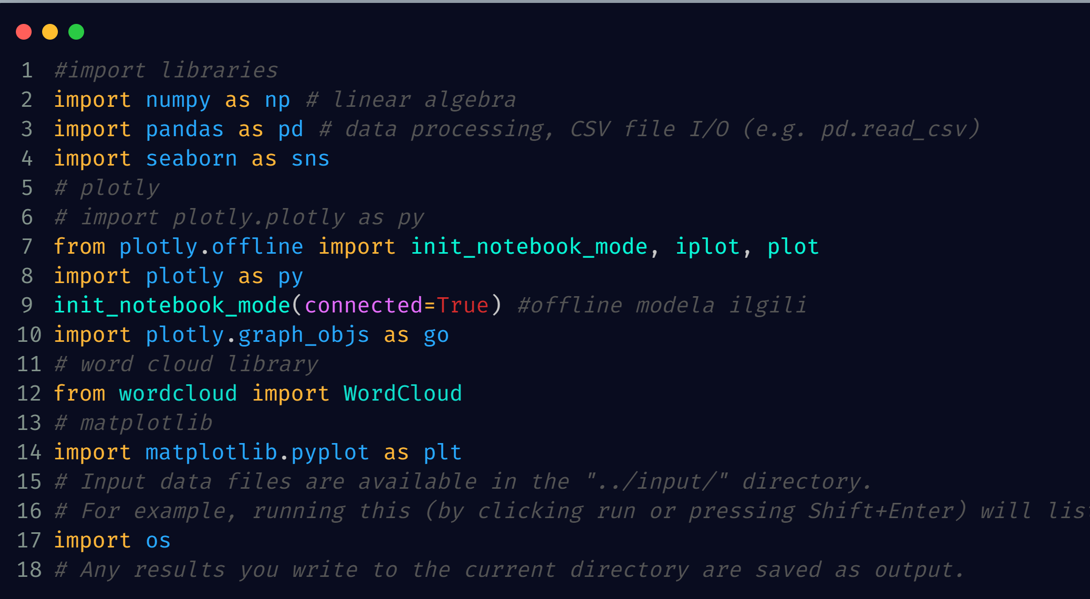 1 #import libraries
2 import numpy as np # linear algebra
3 import pandas as pd # data processing, CSV file I/O (e.g. pd.read_csv)
4 import seaborn as sns
5 # plotly
6 # import plotly.plotly as py
7 from plotly.offline import init_notebook_mode, iplot, plot
8 import plotly as py
9 init_notebook_mode(connected=True) #offline modela ilgili
10 import plotly.graph_objs as go
11 # word cloud library
12 from wordcloud import WordCloud
13 # matplotlib
14 import matplotlib.pyplot as plt
15 # Input data files are available in the "../input/" directory.
16 # For example, running this (by clicking run or pressing Shift+Enter) will
17 import os
18 # Any results you write to the current directory are saved as output.